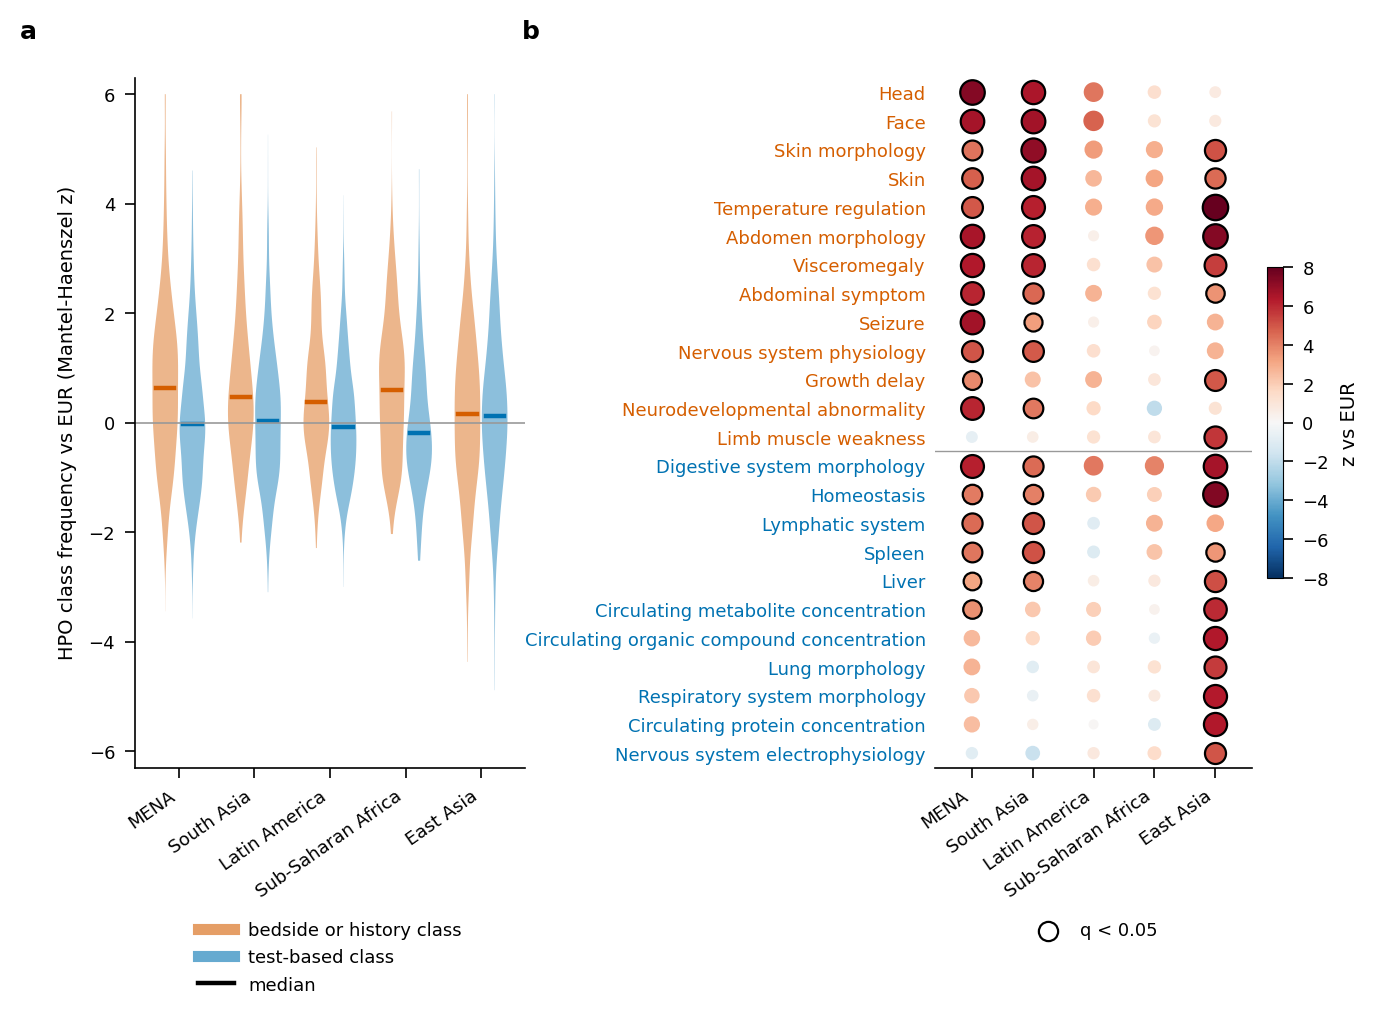 a
b
HPO class frequency vs EUR (Mantel-Haenszel z)
6
4
2
0
−2
−4
−6
MENA
South Asia
Latin America
Sub-Saharan Africa
East Asia
bedside or history class
test-based class
median
Head
Face
Skin morphology
Skin
Temperature regulation
Abdomen morphology
Visceromegaly
Abdominal symptom
Seizure
Nervous system physiology
Growth delay
Neurodevelopmental abnormality
Limb muscle weakness
Digestive system morphology
Homeostasis
Lymphatic system
Spleen
Liver
Circulating metabolite concentration
Circulating organic compound concentration
Lung morphology
Respiratory system morphology
Circulating protein concentration
Nervous system electrophysiology
MENA
South Asia
Latin America
Sub-Saharan Africa
East Asia
q < 0.05
8
6
4
2
0
−2
−4
−6
−8
z vs EUR